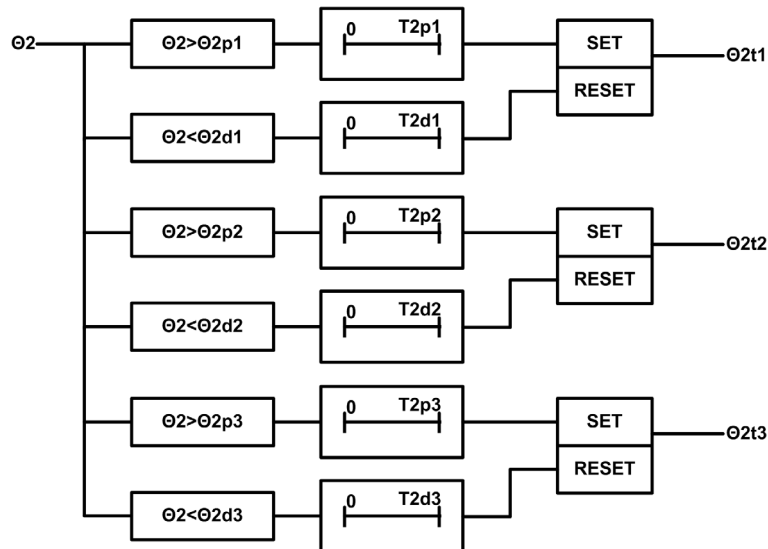 Θ2 Θ2>Θ2p1 0 T2p1 SET Θ2t1
RESET
Θ2<Θ2d1 0 T2d1
Θ2>Θ2p2 0 T2p2 SET Θ2t2
RESET
Θ2<Θ2d2 0 T2d2
Θ2>Θ2p3 0 T2p3 SET Θ2t3
RESET
Θ2<Θ2d3 0 T2d3